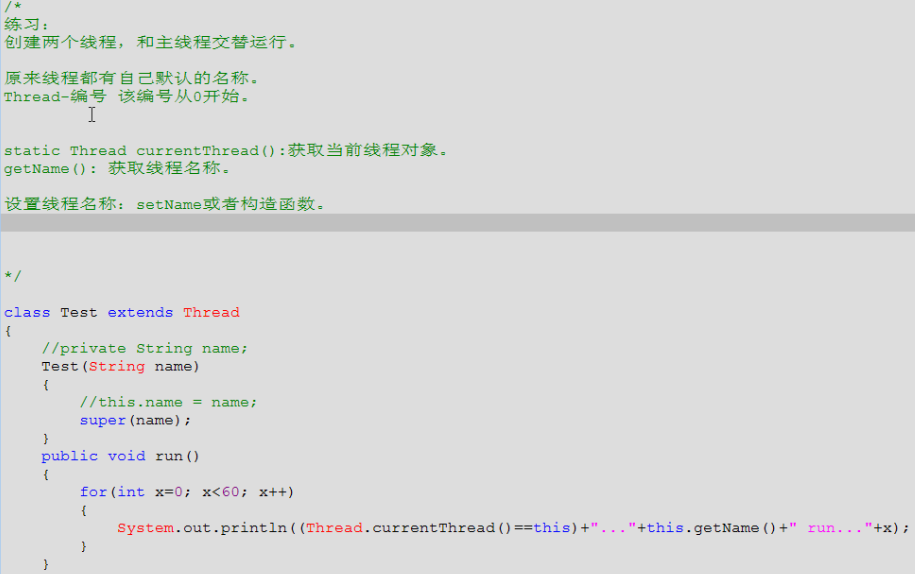 /*
练习:
创建两个线程，和主线程交替运行。
原来线程都有自己默认的名称。
Thread-编号 该编号从0开始。
static Thread currentThread():获取当前线程对象。
getName(): 获取线程名称。
设置线程名称: setName或者构造函数。
*/
class Test extends Thread
{
//private String name;
Test(String name)
{
//this.name = name;
super(name);
}
public void run()
{
for(int x=0; x<60; x++)
{
System.out.println((Thread.currentThread()==this)+"..."+this.getName()+" run..."+x);
}
}